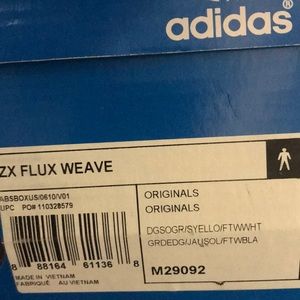 adidas®
ZX FLUX WEAVE
ABSBOXUS/0610/V01
UPC PO# 110328579
ORIGINALS
ORIGINALS
DGSOGR/SYELLO/FTWWHT
GRDEDG/JAUSOL/FTWBLA
8 88164 61136 8
MADE IN VIETNAM
FABRIQUÉ AU VIETNAM
M29092